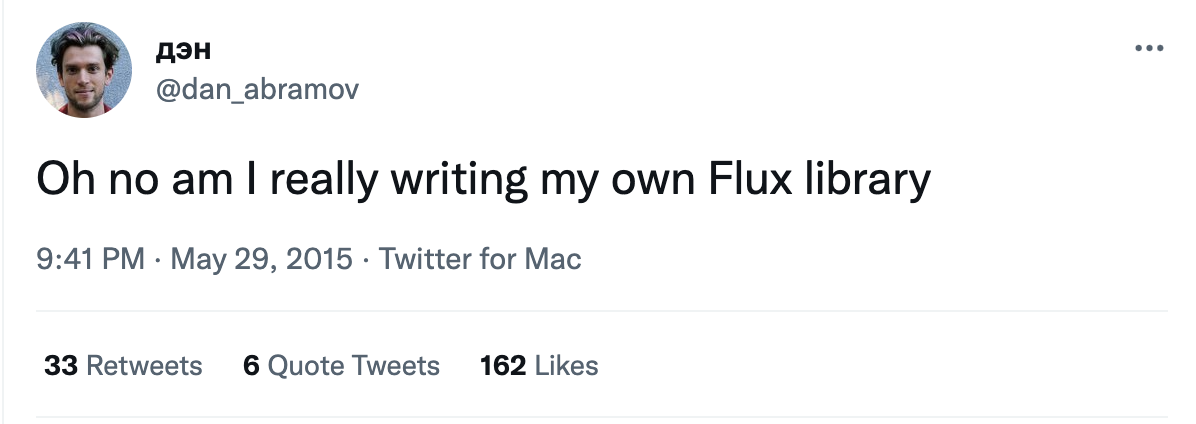 дэн
@dan_abramov
Oh no am I really writing my own Flux library
9:41 PM · May 29, 2015 · Twitter for Mac
33 Retweets 6 Quote Tweets 162 Likes